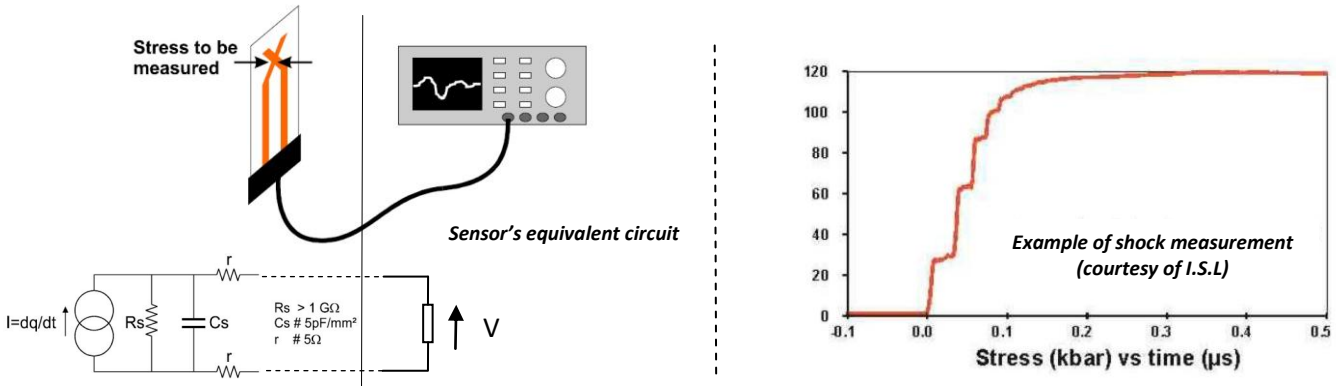 Stress to be
measured
Sensor's equivalent circuit
r
I=dq/dt
Rs
Cs
Rs > 1 GΩ
Cs # 5pF/mm²
r # 5Ω
V
r
120
100
80
60
40
20
0
-0.1 0.0 0.1 0.2 0.3 0.4 0.5
Example of shock measurement
(courtesy of I.S.L)
Stress (kbar) vs time (µs)